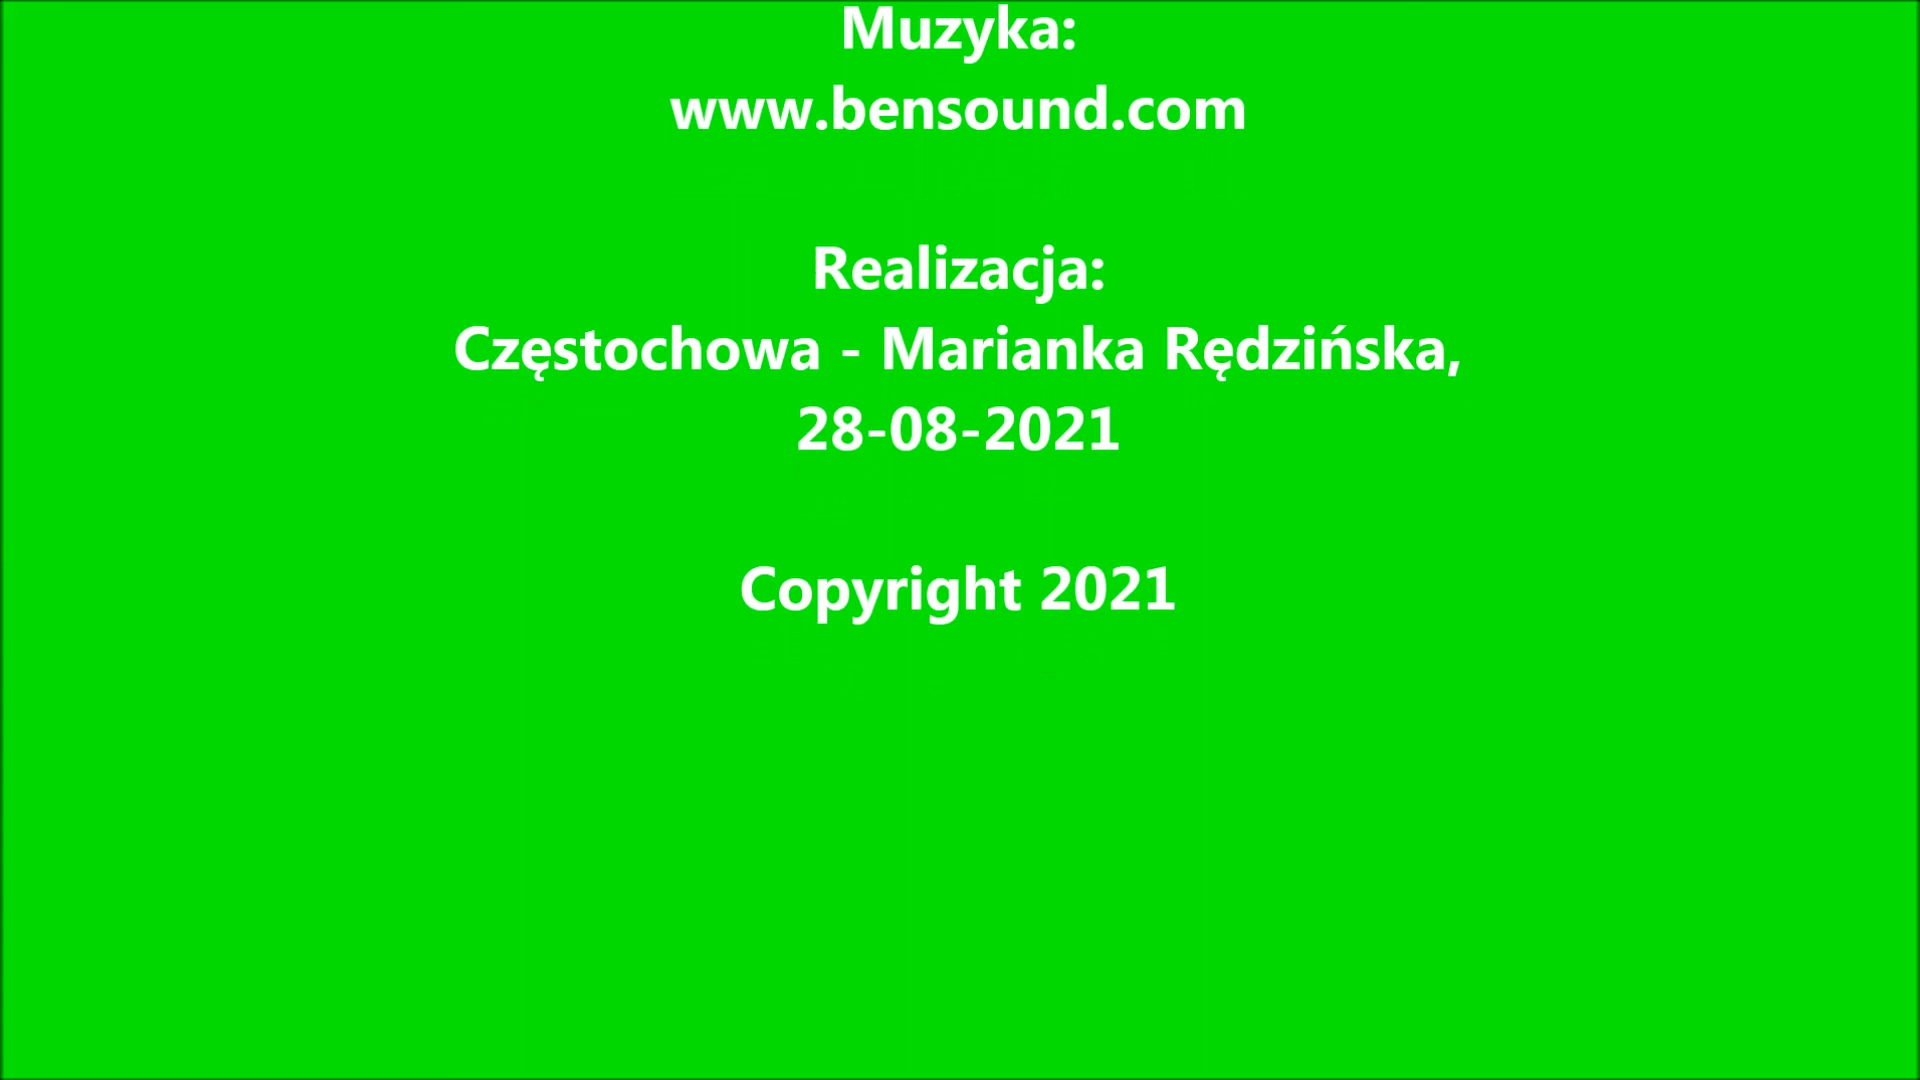 Muzyka:
www.bensound.com
Realizacja:
Częstochowa - Marianka Rędzińska,
28-08-2021
Copyright 2021